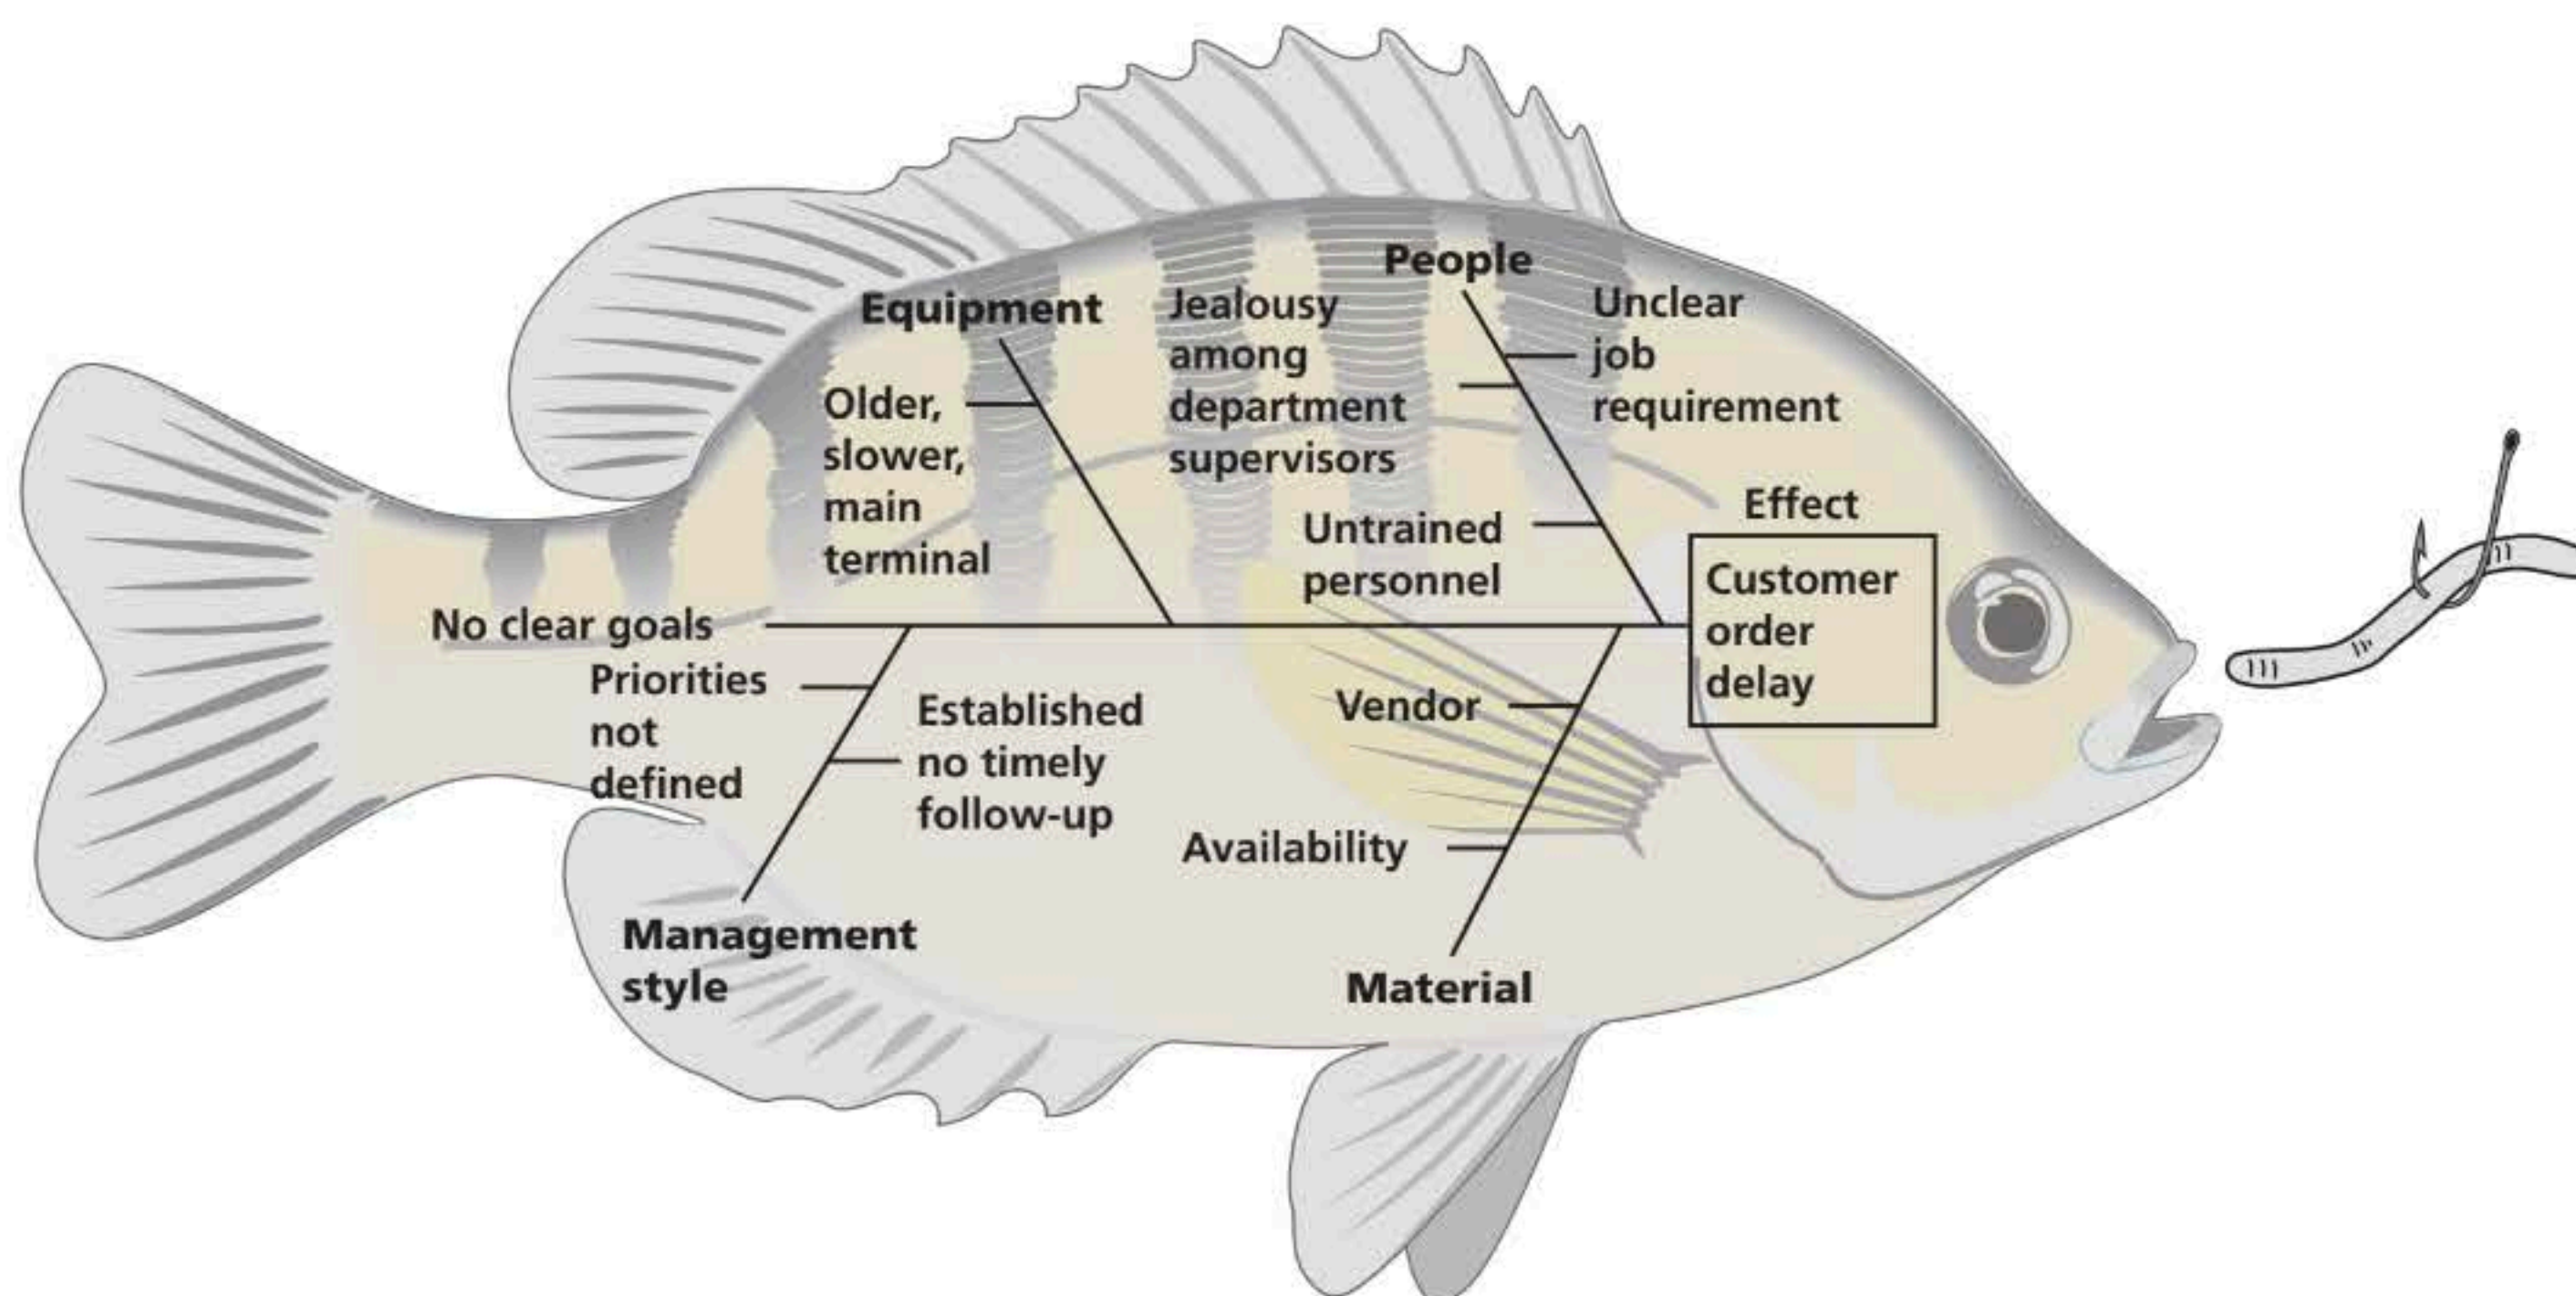 People
Equipment
Jealousy
among
department
supervisors
Unclear
job
requirement
Older,
slower,
main
terminal
Untrained
personnel
Effect
Customer
order
delay
No clear goals
Priorities
not
defined
Established
no timely
follow-up
Vendor
Availability
Management
style
Material